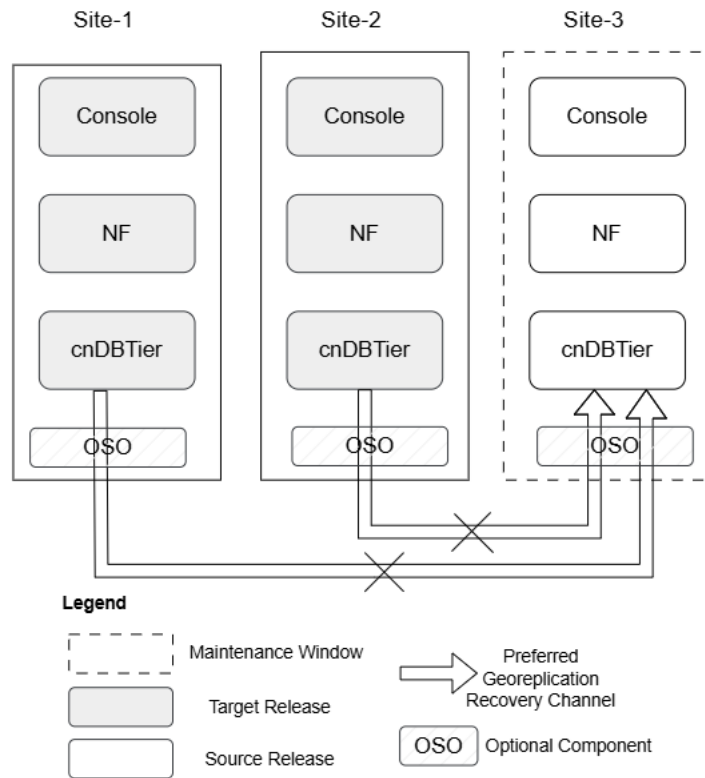 Site-1 Site-2 Site-3
Console Console Console
NF NF NF
cnDBTier cnDBTier cnDBTier
OSO OSO OSO
Legend
Maintenance Window
Preferred
Georeplication
Recovery Channel
Target Release
Source Release
OSO Optional Component